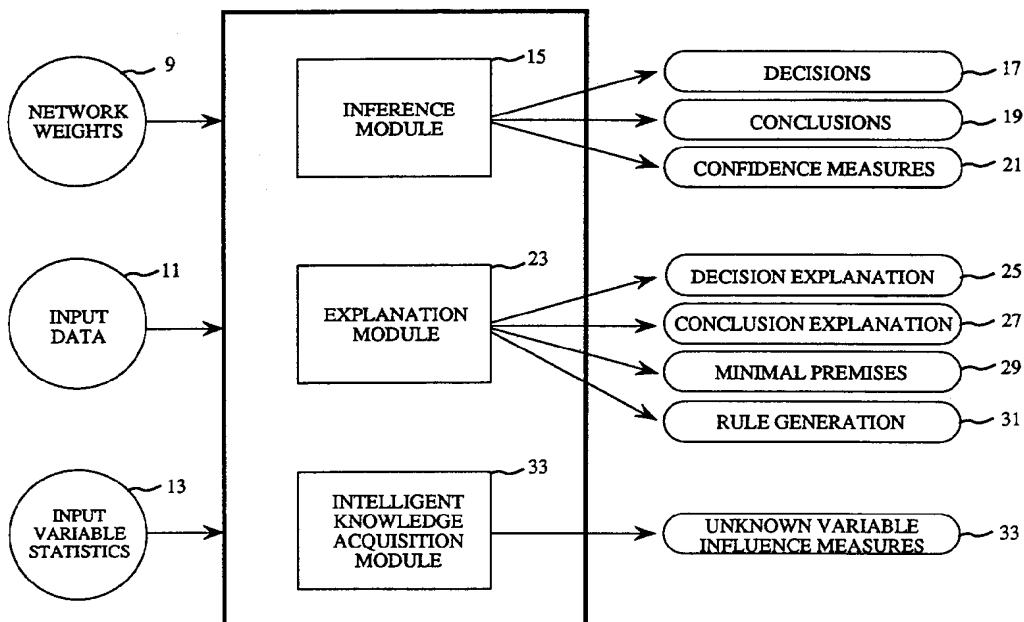 9
NETWORK
WEIGHTS
11
INPUT
DATA
13
INPUT
VARIABLE
STATISTICS
15
INFERENCE
MODULE
23
EXPLANATION
MODULE
33
INTELLIGENT
KNOWLEDGE
ACQUISITION
MODULE
DECISIONS
17
CONCLUSIONS
19
CONFIDENCE MEASURES
21
DECISION EXPLANATION
25
CONCLUSION EXPLANATION
27
MINIMAL PREMISES
29
RULE GENERATION
31
UNKNOWN VARIABLE
INFLUENCE MEASURES
33